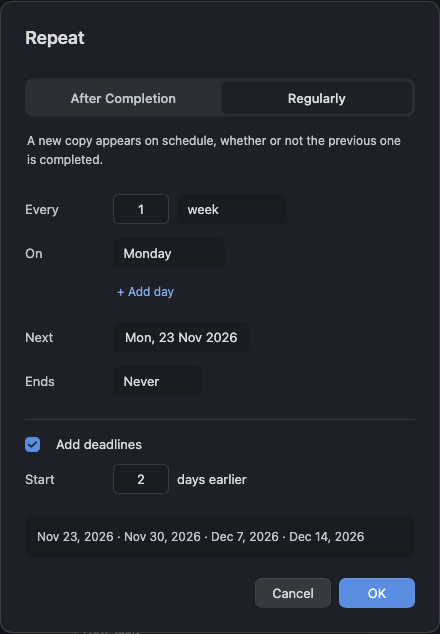 Repeat
After Completion Regularly
A new copy appears on schedule, whether or not the previous one
is completed.
Every 1 week
On Monday
+ Add day
Next Mon, 23 Nov 2026
Ends Never
Add deadlines
Start 2 days earlier
Nov 23, 2026 · Nov 30, 2026 · Dec 7, 2026 · Dec 14, 2026
Cancel OK